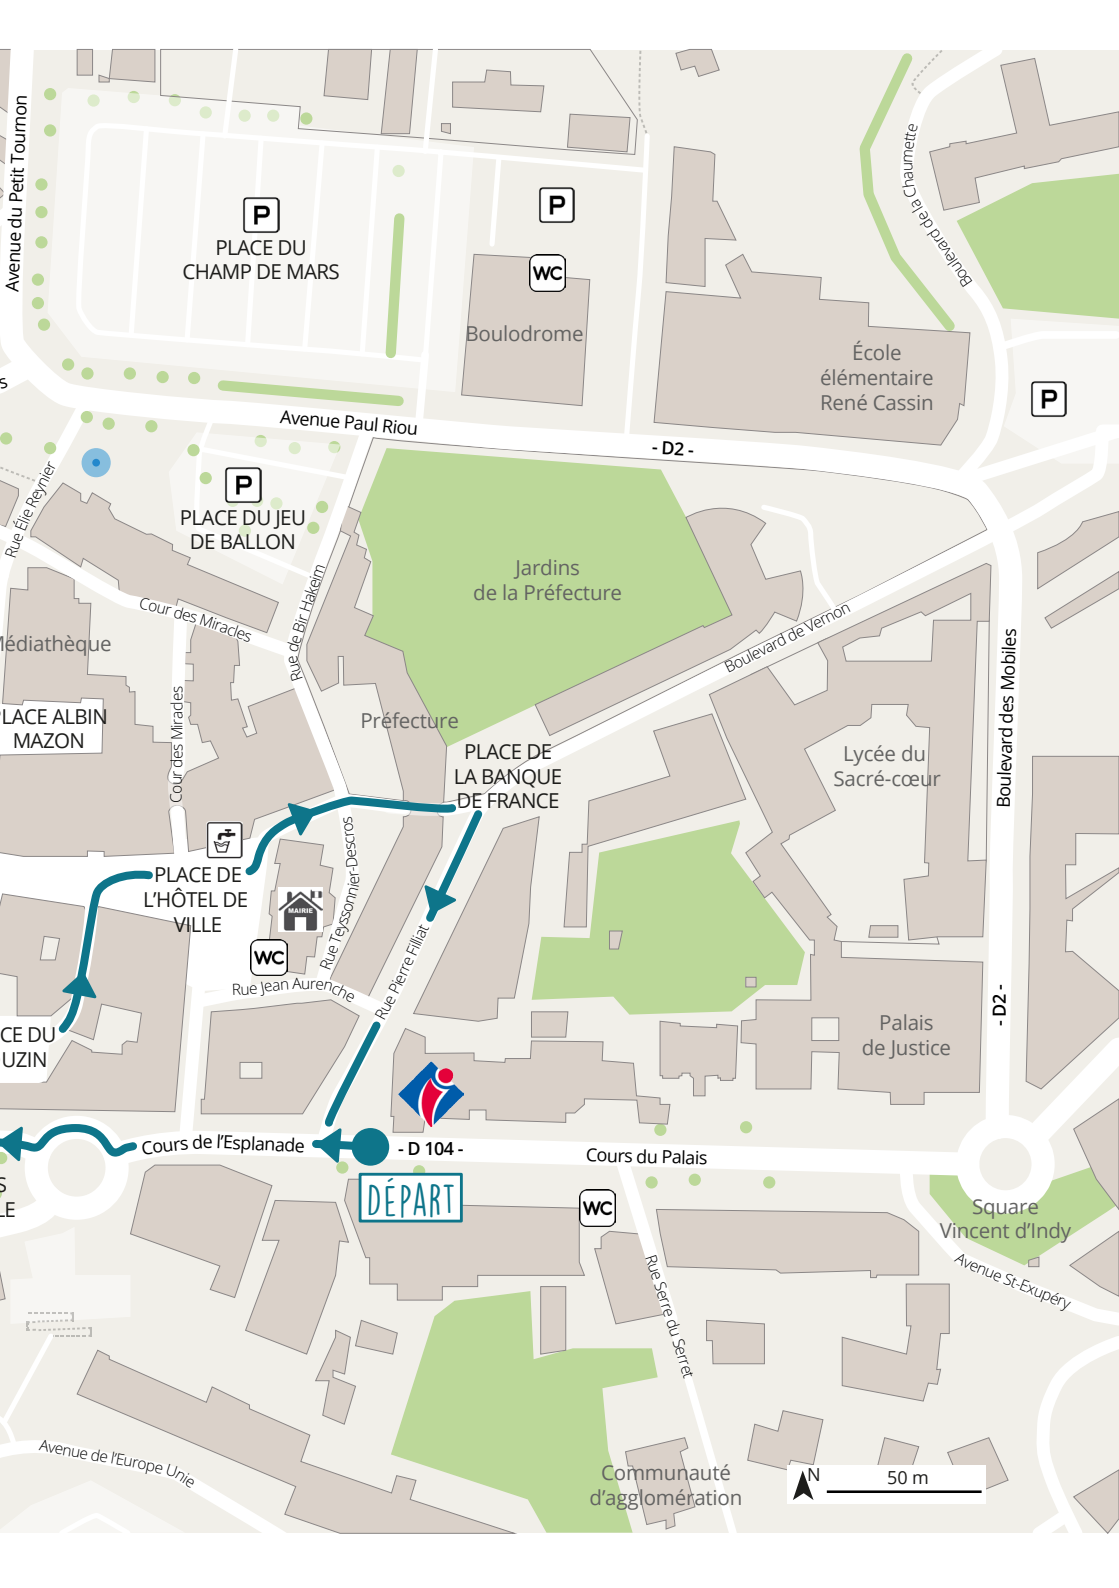 Avenue du Petit Tournon
P
PLACE DU
CHAMP DE MARS
P
WC
Boulodrome
Boulevard de la Chaumette
École
élémentaire
René Cassin
P
s
Avenue Paul Riou
- D2 -
Rue Élie Reynier
P
PLACE DU JEU
DE BALLON
Jardins
de la Préfecture
Cour des Miracles
Rue de Bir Hakeim
Boulevard de Vernon
Médiathèque
PLACE ALBIN
MAZON
Cour des Miracles
Préfecture
PLACE DE
LA BANQUE
DE FRANCE
Lycée du
Sacré-cœur
Boulevard des Mobiles
PLACE DE
L'HÔTEL DE
VILLE
MAIRIE
WC
Rue Teyssonnier-Descros
Rue Pierre Filliat
Rue Jean Aurenche
CE DU
UZIN
Palais
de Justice
- D2 -
Cours de l'Esplanade
- D 104 -
Cours du Palais
DÉPART
S
LE
WC
Square
Vincent d'Indy
Avenue St-Exupéry
Rue Serre du Serret
Avenue de l'Europe Unie
Communauté
d'agglomération
N
50 m